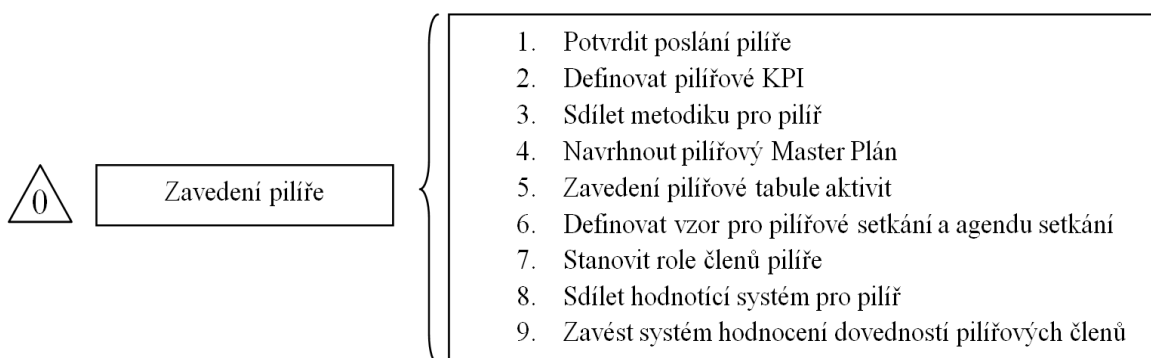 0
Zavedení pilíře
1. Potvrdit poslání pilíře
2. Definovat pilířové KPI
3. Sdílet metodiku pro pilíř
4. Navrhnout pilířový Master Plán
5. Zavedení pilířové tabule aktivit
6. Definovat vzor pro pilířové setkání a agendu setkání
7. Stanovit role členů pilíře
8. Sdílet hodnotící systém pro pilíř
9. Zavést systém hodnocení dovedností pilířových členů